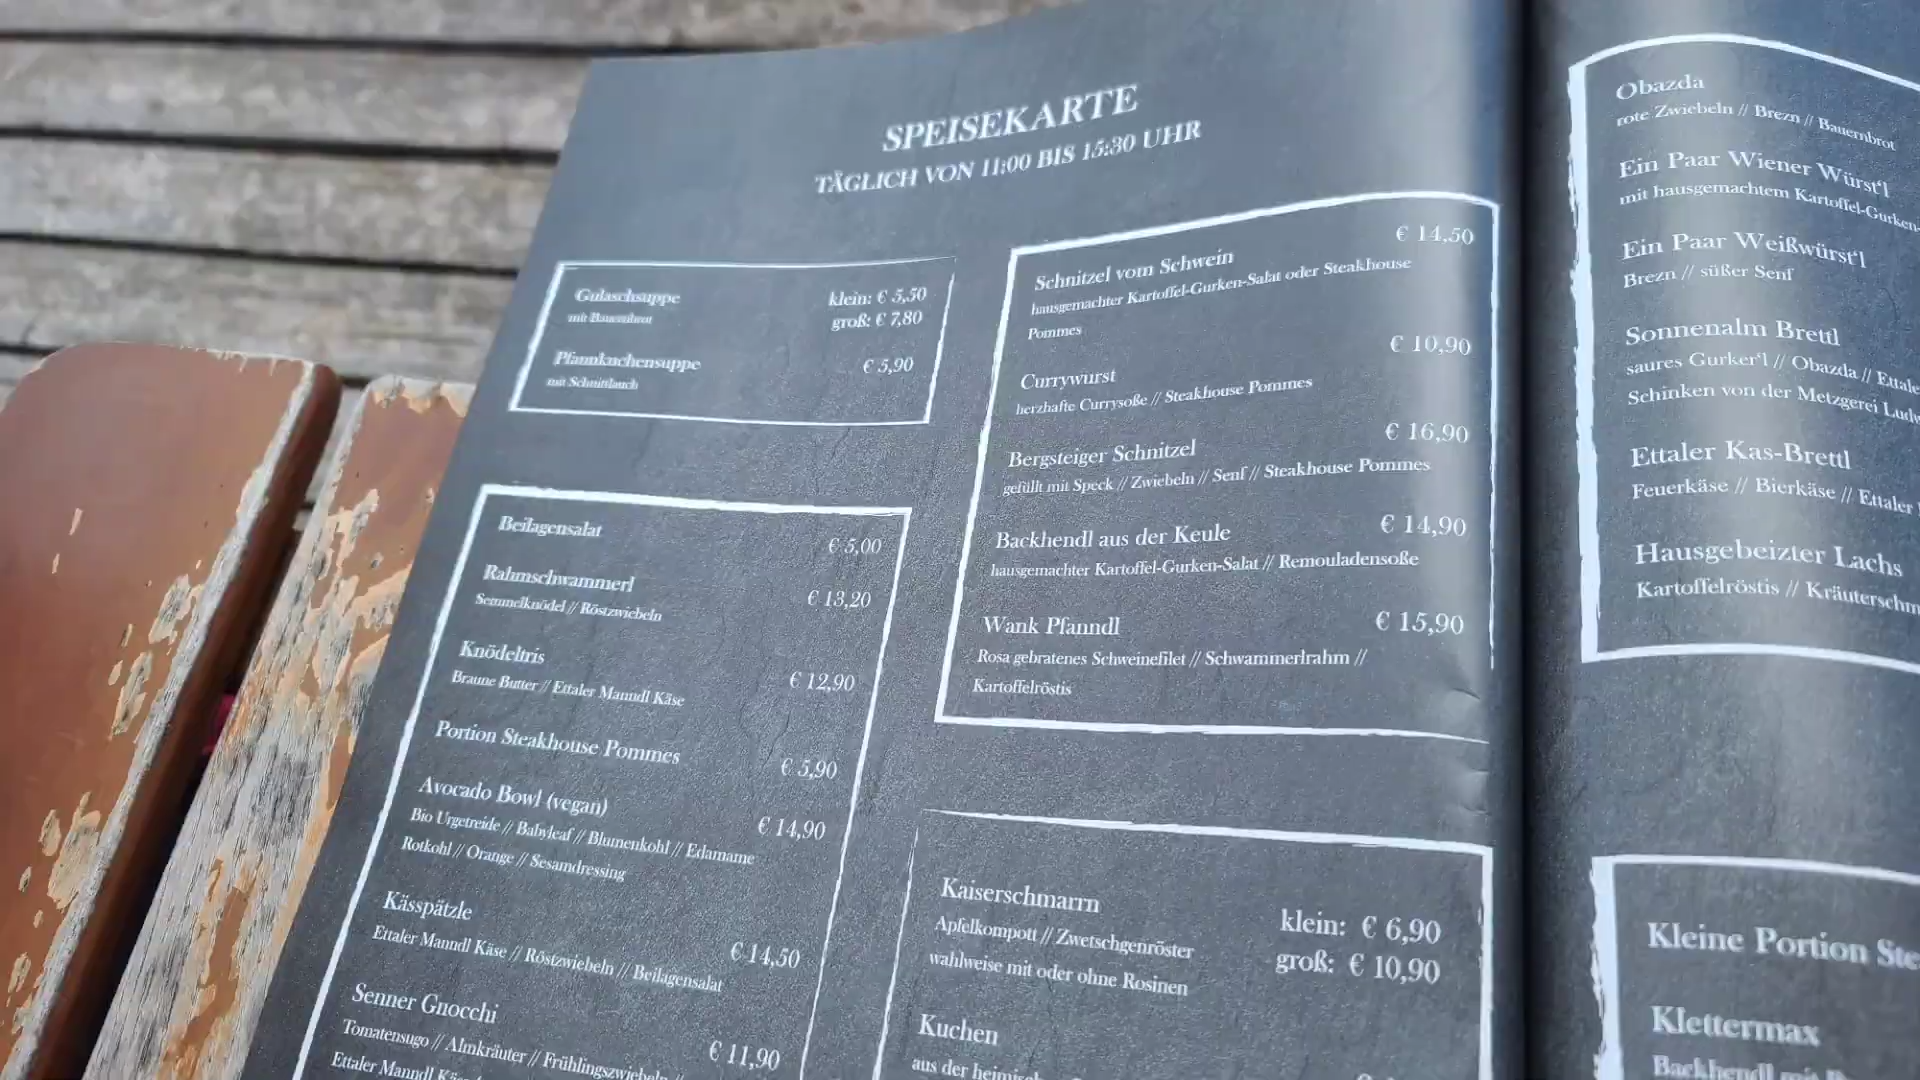 SPEISEKARTE
TÄGLICH VON 11:00 BIS 15:30 UHR
Gulaschsuppe klein: € 5,50
mit Bauernbrot groß: € 7,80
Pfannkuchensuppe € 5,90
mit Schnittlauch
Beilagensalat € 5,00
Rahmschwammerl € 13,20
Semmelknödel // Röstzwiebeln
Knödeltris € 12,90
Braune Butter // Ettaler Manndl Käse
Portion Steakhouse Pommes € 5,90
Avocado Bowl (vegan) € 14,90
Bio Urgetreide // Babyleaf // Blumenkohl // Edamame
Rotkohl // Orange // Sesamdressing
Kässpätzle € 14,50
Ettaler Manndl Käse // Röstzwiebeln // Beilagensalat
Senner Gnocchi € 11,90
Tomatensugo // Almkräuter // Frühlingszwiebeln //
Ettaler Manndl
Schnitzel vom Schwein € 14,50
hausgemachter Kartoffel-Gurken-Salat oder Steakhouse
Pommes
Currywurst € 10,90
herzhafte Currysoße // Steakhouse Pommes
Bergsteiger Schnitzel € 16,90
gefüllt mit Speck // Zwiebeln // Senf // Steakhouse Pommes
Backhendl aus der Keule € 14,90
hausgemachter Kartoffel-Gurken-Salat // Remouladensoße
Wank Pfanndl € 15,90
Rosa gebratenes Schweinefilet // Schwammerlrahm //
Kartoffelröstis
Kaiserschmarrn klein: € 6,90
Apfelkompott // Zwetschgenröster groß: € 10,90
wahlweise mit oder ohne Rosinen
Kuchen
aus der
Obazda
rote Zwiebeln // Brezn // Bauernbrot
Ein Paar Wiener Würst'l
mit hausgemachtem Kartoffel-Gurken-
Ein Paar Weißwürst'l
Brezn // süßer Senf
Sonnenalm Brettl
saures Gurker'l // Obazda //
Schinken von der Metzgerei
Ettaler Kas-Brettl
Feuerkäse // Bierkäse // Ettaler
Hausgebeizter Lachs
Kartoffelröstis //
Kleine Portion
Klettermax
Backhendl mit